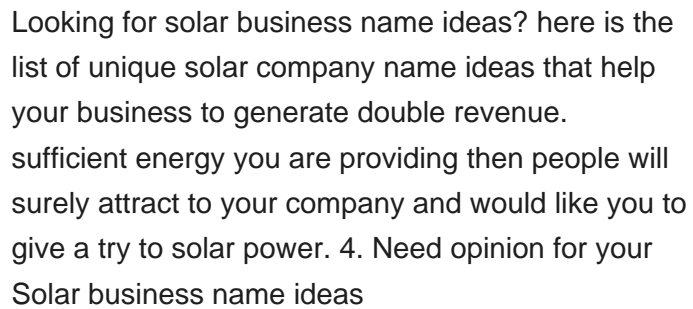 Looking for solar business name ideas? here is the
list of unique solar company name ideas that help
your business to generate double revenue.
sufficient energy you are providing then people will
surely attract to your company and would like you to
give a try to solar power. 4. Need opinion for your
Solar business name ideas